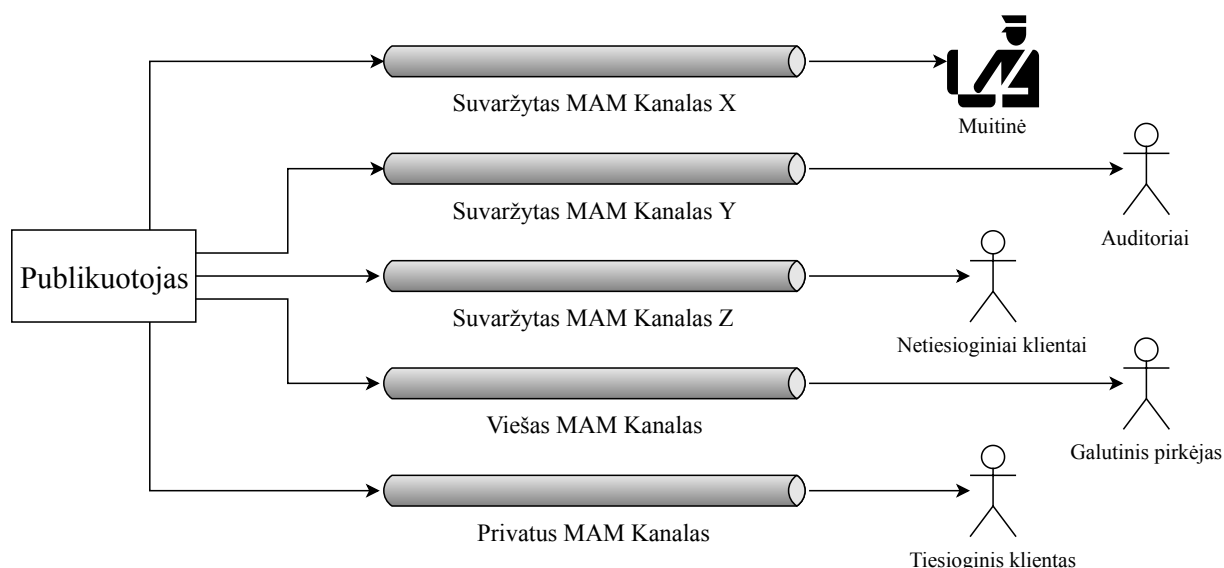 Suvaržytas MAM Kanalas X
Muitinė
Suvaržytas MAM Kanalas Y
Auditoriai
Publikuotojas
Suvaržytas MAM Kanalas Z
Netiesioginiai klientai
Viešas MAM Kanalas
Galutinis pirkėjas
Privatus MAM Kanalas
Tiesioginis klientas